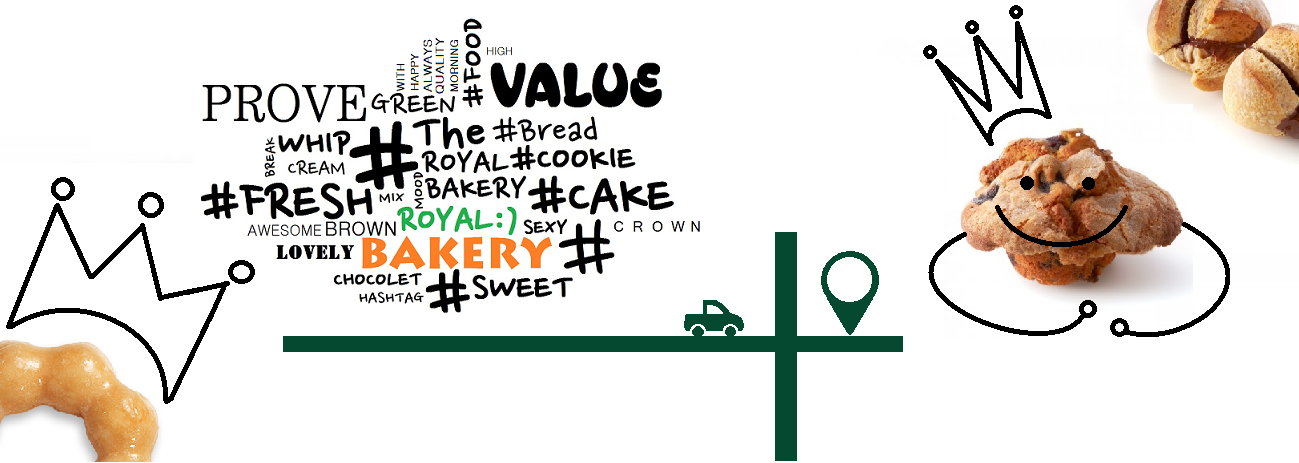 #FOOD
HIGH
WITH
HAPPY
ALWAYS
QUALITY
MORNING
VALUE
PROVE
GREEN
BREAK
WHIP
CREAM
#
The #Bread
ROYAL #COOKIE
MOOD
BAKERY #CAKE
#FRESH
MIX
AWESOME BROWN ROYAL:) SEXY CROWN
LOVELY BAKERY #
CHOCOLET
HASHTAG
#SWEET